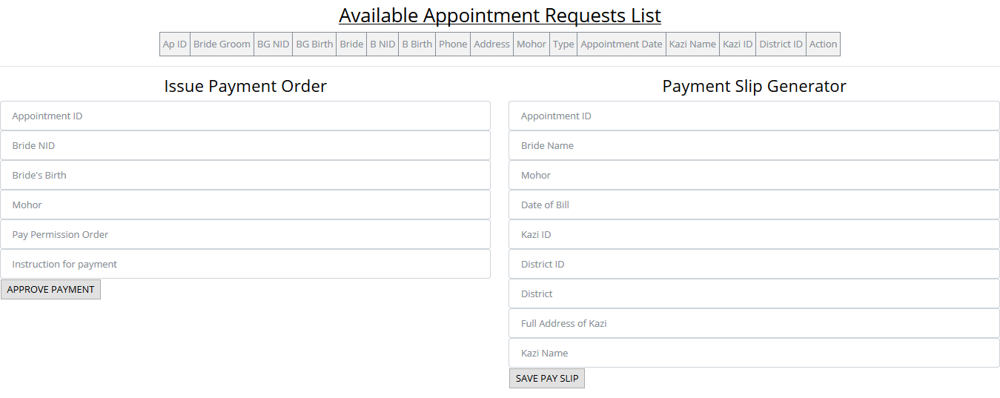 Available Appointment Requests List
Ap ID Bride Groom BG NID BG Birth Bride B NID B Birth Phone Address Mohor Type Appointment Date Kazi Name Kazi ID District ID Action
Issue Payment Order
Appointment ID
Bride NID
Bride's Birth
Mohor
Pay Permission Order
Instruction for payment
APPROVE PAYMENT
Payment Slip Generator
Appointment ID
Bride Name
Mohor
Date of Bill
Kazi ID
District ID
District
Full Address of Kazi
Kazi Name
SAVE PAY SLIP